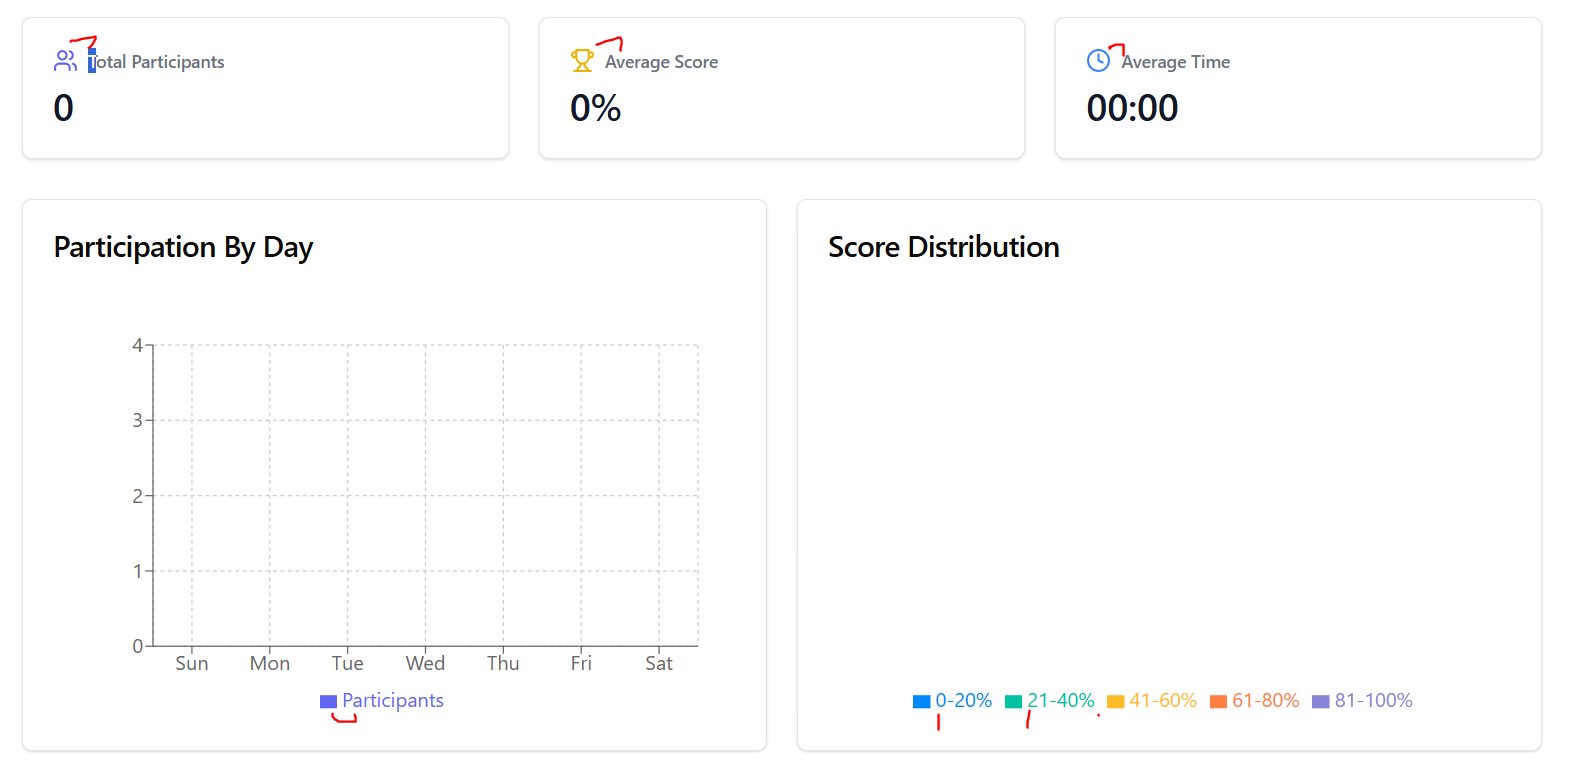 Total Participants
0
Average Score
0%
Average Time
00:00
Participation By Day
4
3
2
1
0
Sun Mon Tue Wed Thu Fri Sat
Participants
Score Distribution
0-20% 21-40% 41-60% 61-80% 81-100%